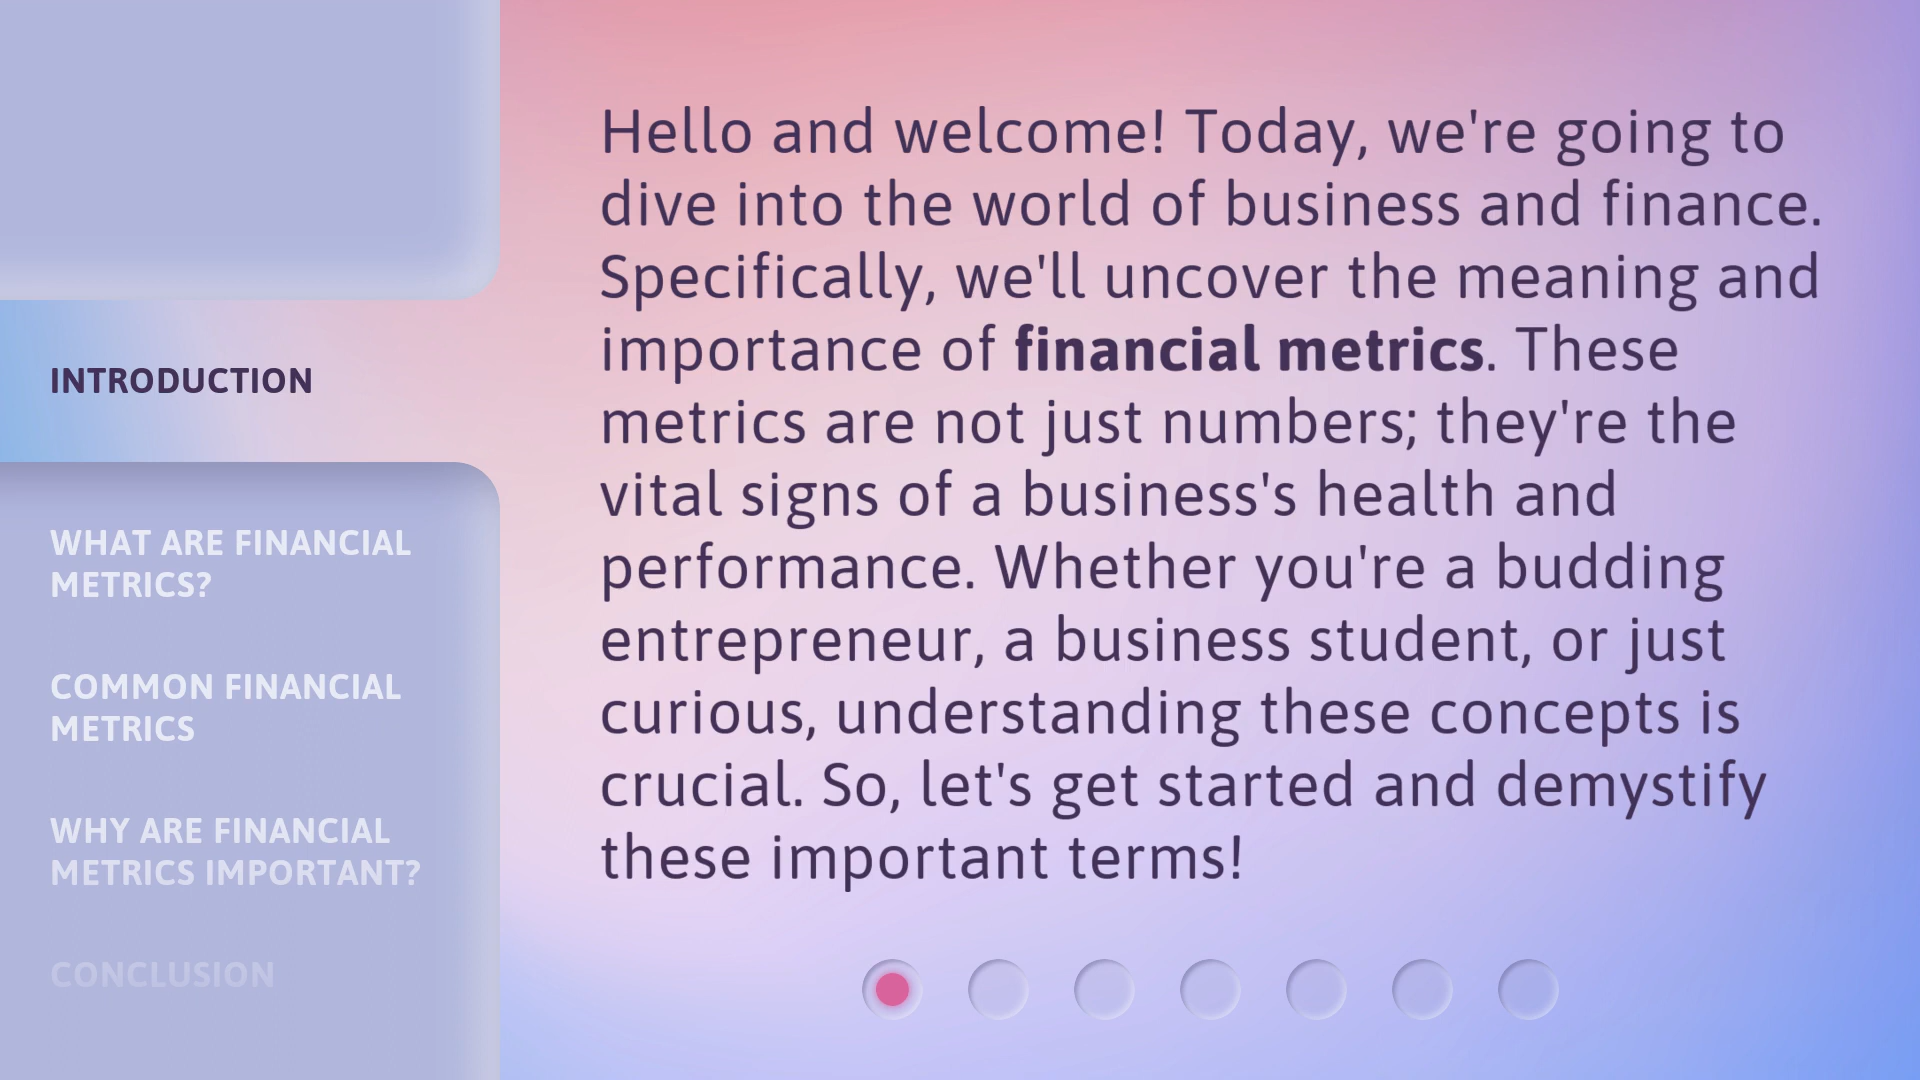 INTRODUCTION
WHAT ARE FINANCIAL
METRICS?
COMMON FINANCIAL
METRICS
WHY ARE FINANCIAL
METRICS IMPORTANT?
CONCLUSION
Hello and welcome! Today, we're going to
dive into the world of business and finance.
Specifically, we'll uncover the meaning and
importance of financial metrics. These
metrics are not just numbers; they're the
vital signs of a business's health and
performance. Whether you're a budding
entrepreneur, a business student, or just
curious, understanding these concepts is
crucial. So, let's get started and demystify
these important terms!